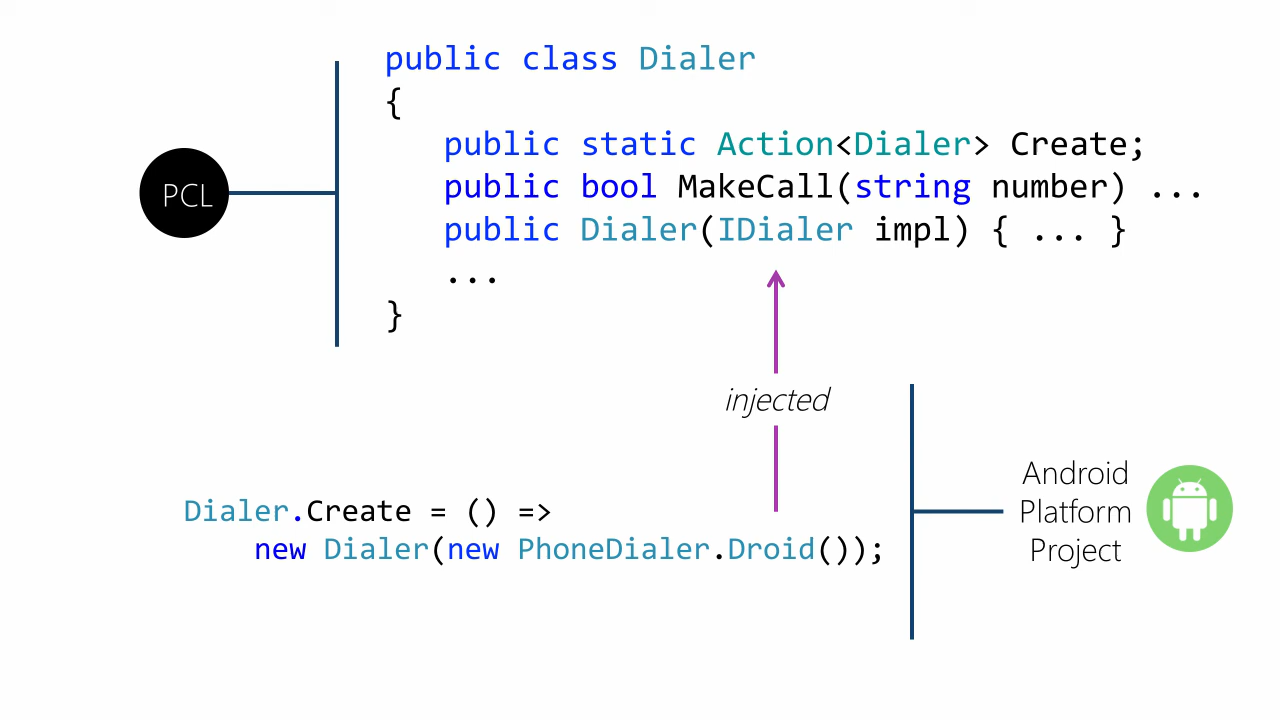 public class Dialer
{
public static Action<Dialer> Create;
public bool MakeCall(string number) ...
public Dialer(IDialer impl) { ... }
...
}
PCL
injected
Dialer.Create = () =>
new Dialer(new PhoneDialer.Droid());
Android
Platform
Project